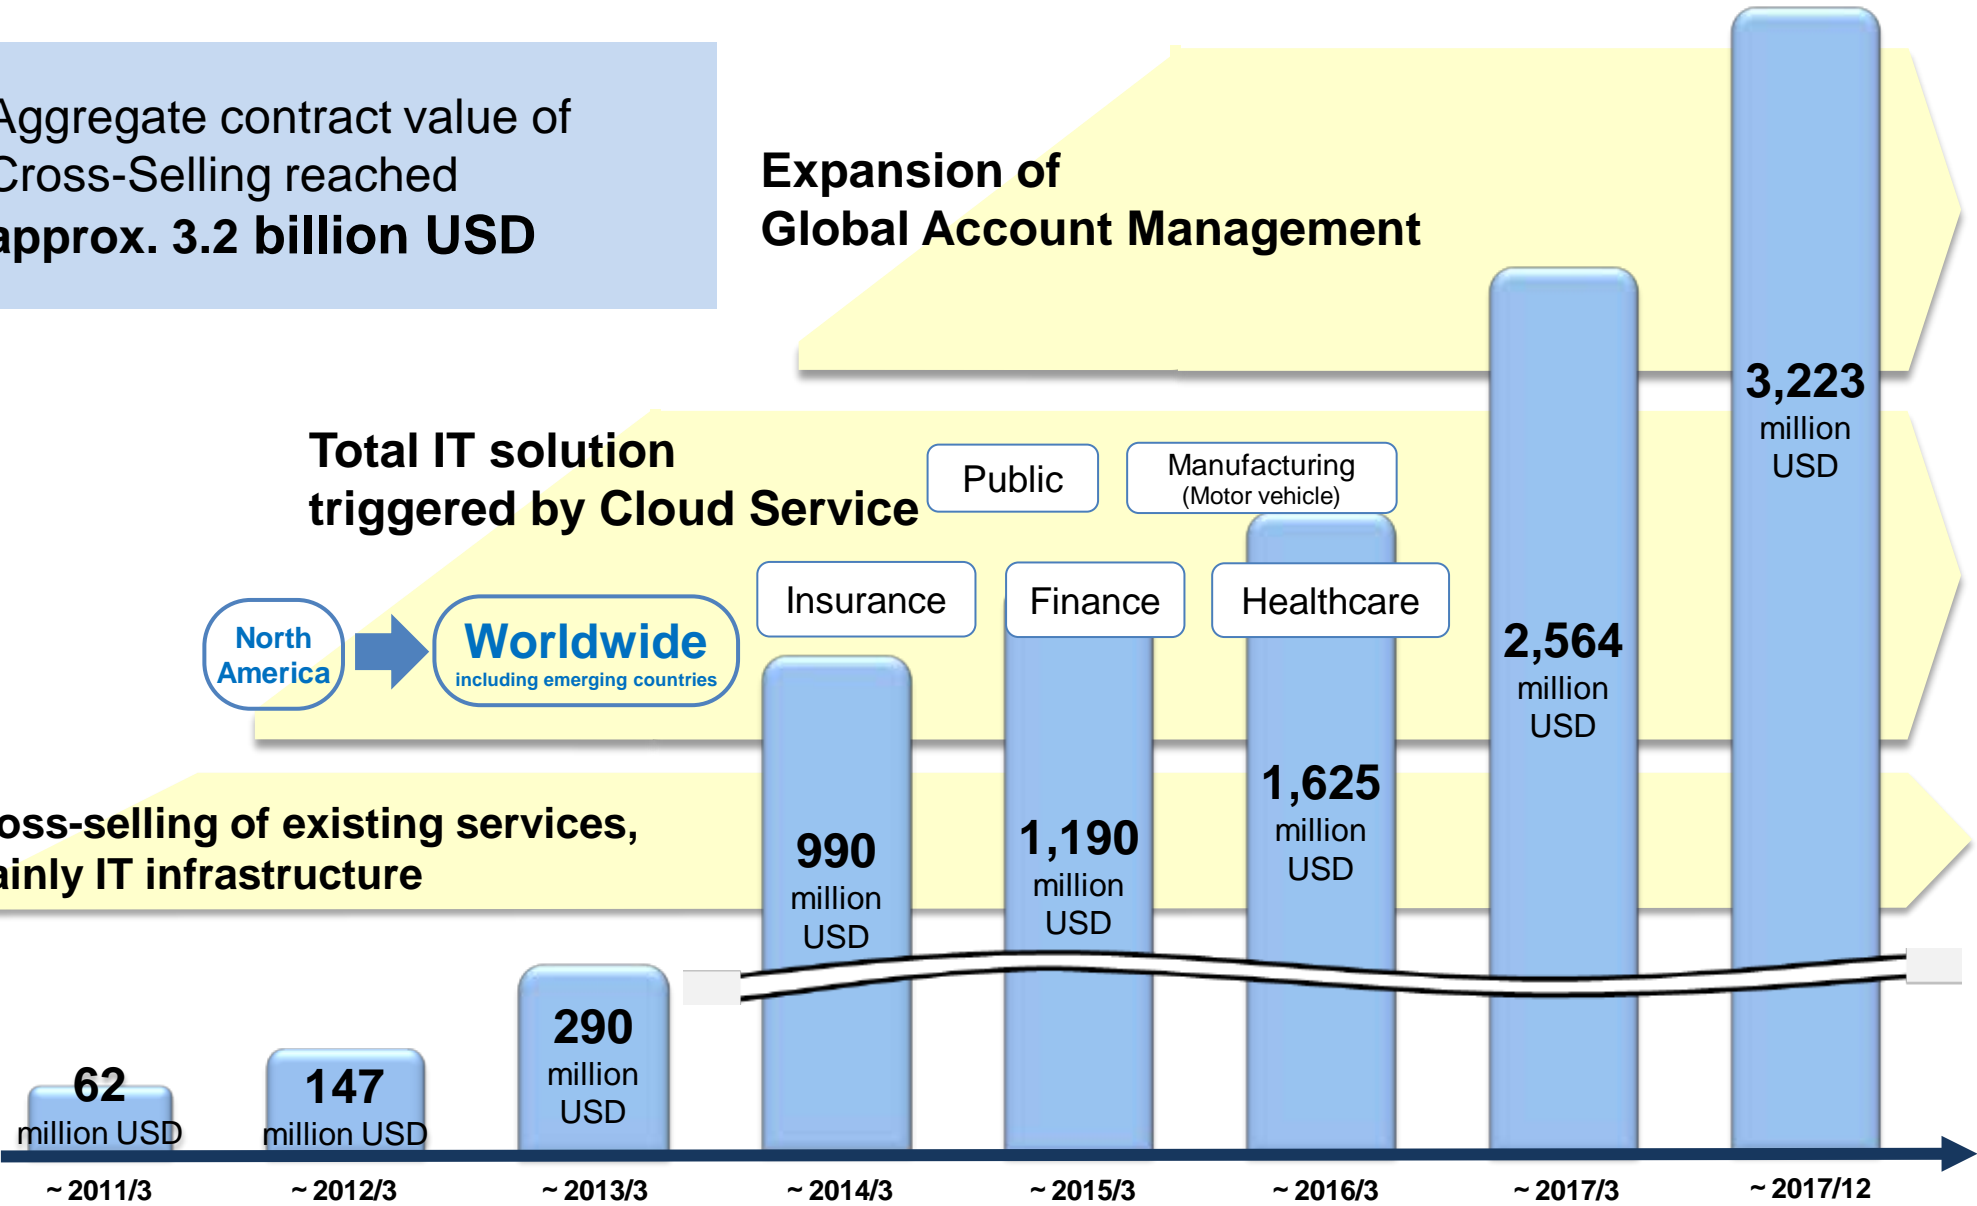 Aggregate contract value of
Cross-Selling reached
approx. 3.2 billion USD
Expansion of
Global Account Management
Total IT solution
triggered by Cloud Service
Public
Manufacturing
(Motor vehicle)
Insurance
Finance
Healthcare
North
America
Worldwide
including emerging countries
oss-selling of existing services,
ainly IT infrastructure
62
million USD
147
million USD
290
million
USD
990
million
USD
1,190
million
USD
1,625
million
USD
2,564
million
USD
3,223
million
USD
~2011/3
~2012/3
~2013/3
~2014/3
~2015/3
~2016/3
~2017/3
~2017/12